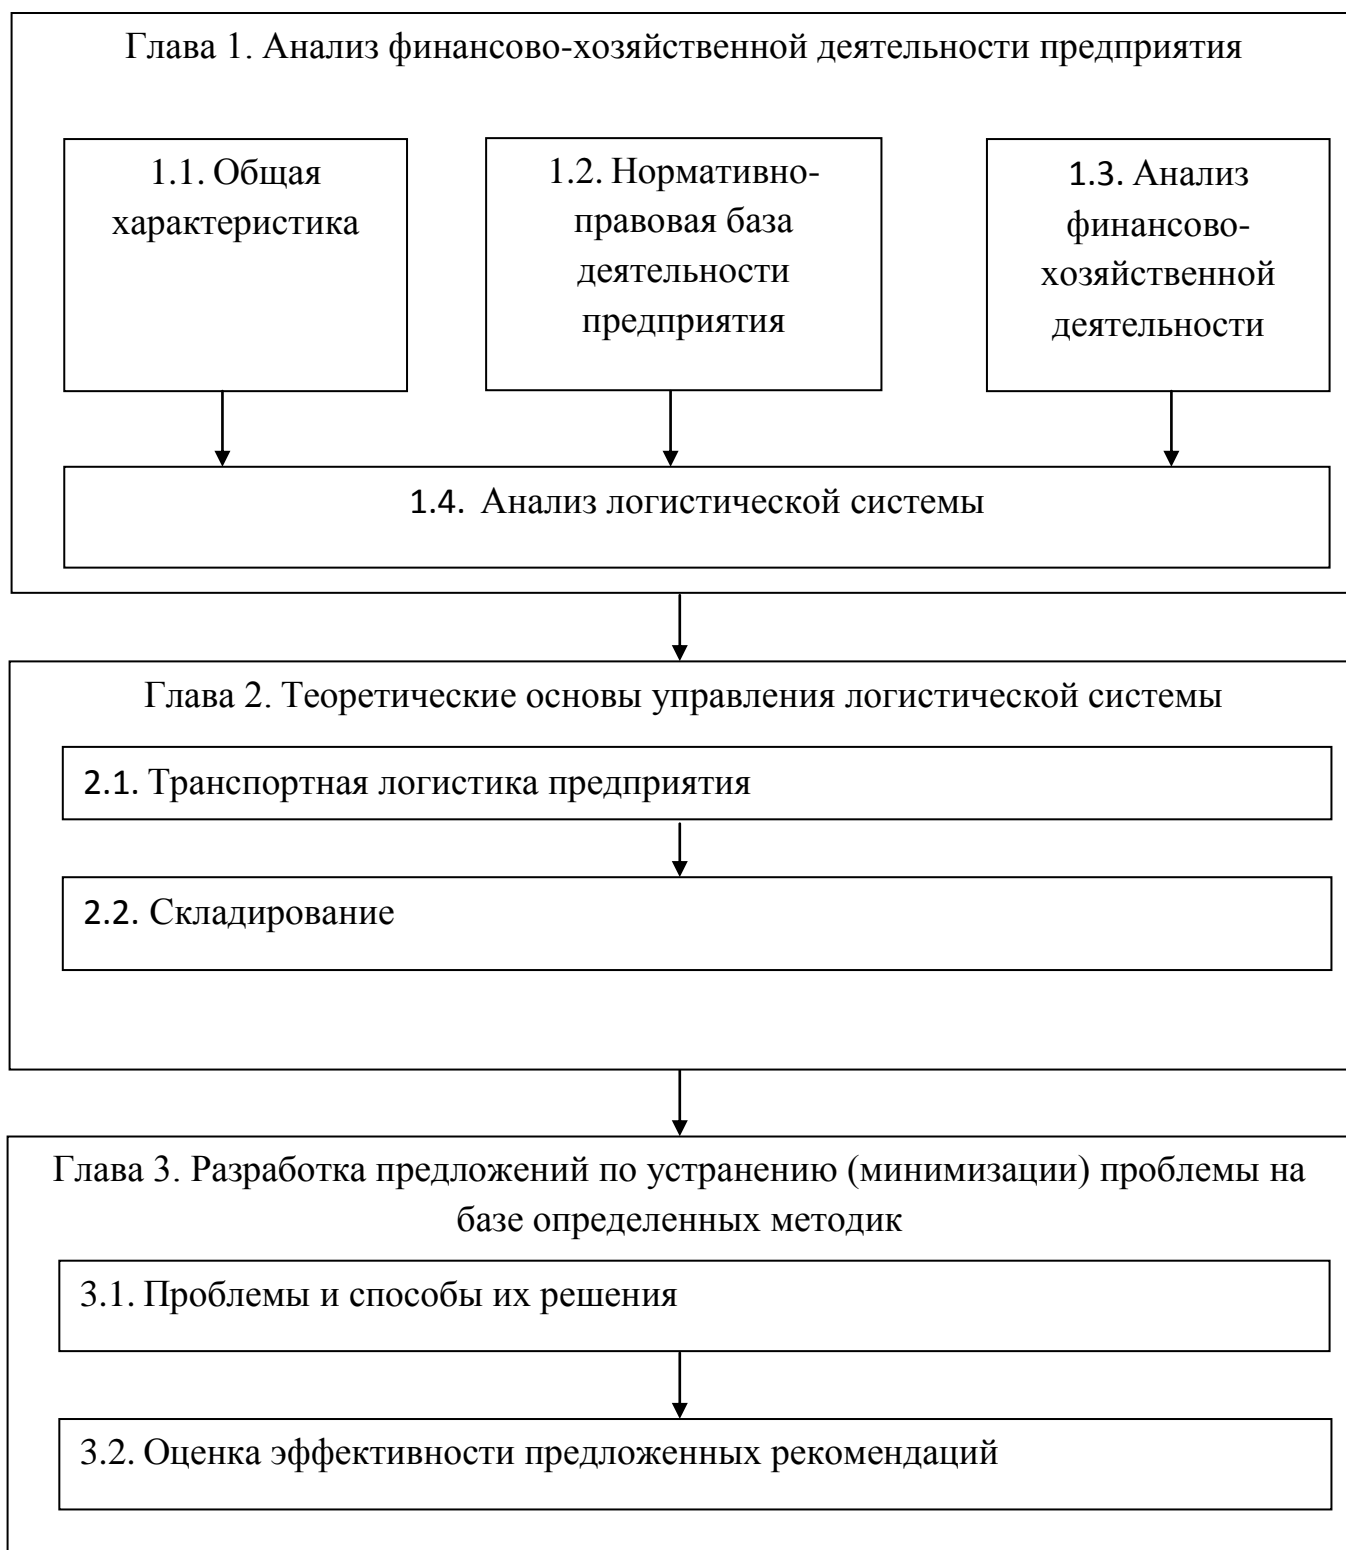 Глава 1. Анализ финансово-хозяйственной деятельности предприятия
1.1. Общая
характеристика
1.2. Нормативно-
правовая база
деятельности
предприятия
1.3. Анализ
финансово-
хозяйственной
деятельности
1.4. Анализ логистической системы
Глава 2. Теоретические основы управления логистической системы
2.1. Транспортная логистика предприятия
2.2. Складирование
Глава 3. Разработка предложений по устранению (минимизации) проблемы на
базе определенных методик
3.1. Проблемы и способы их решения
3.2. Оценка эффективности предложенных рекомендаций